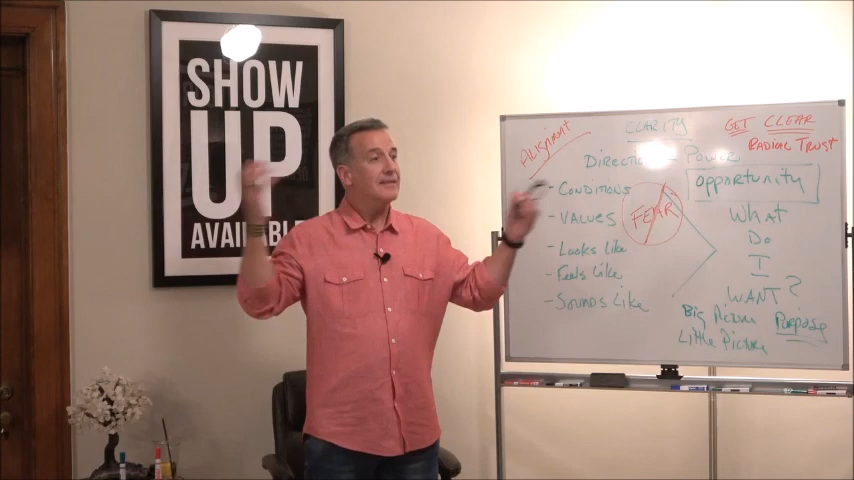 SHOW
UP
AVAILABLE
Alignment
CLARITY
GET CLEAR
RADICAL TRUST
DIRECTION = POWER
- CONDITIONS
- VALUES
- Looks Like
- Feels Like
- Sounds Like
FEAR
Opportunity
WHAT
DO
I
WANT?
Big Picture Purpose
Little Picture